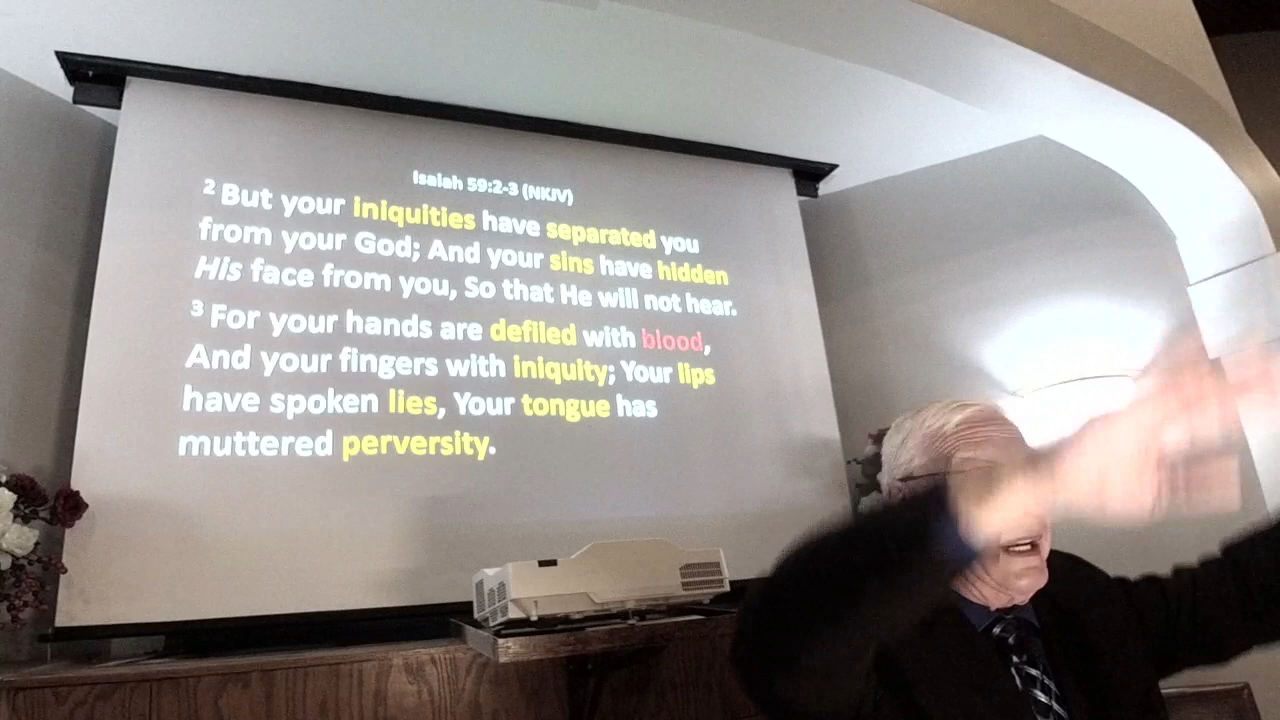 Isaiah 59:2-3 (NKJV)
2 But your iniquities have separated you
from your God; And your sins have hidden
His face from you, So that He will not hear.
3 For your hands are defiled with blood,
And your fingers with iniquity; Your lips
have spoken lies, Your tongue has
muttered perversity.